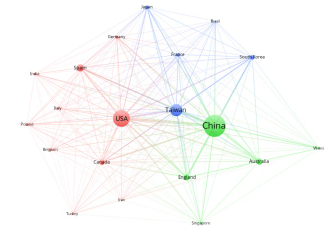 Japan
Brazil
Germany
France
South Korea
Spain
India
Taiwan
USA
China
Italy
Belgium
Canada
Australia
England
Iran
Turkey
Singapore